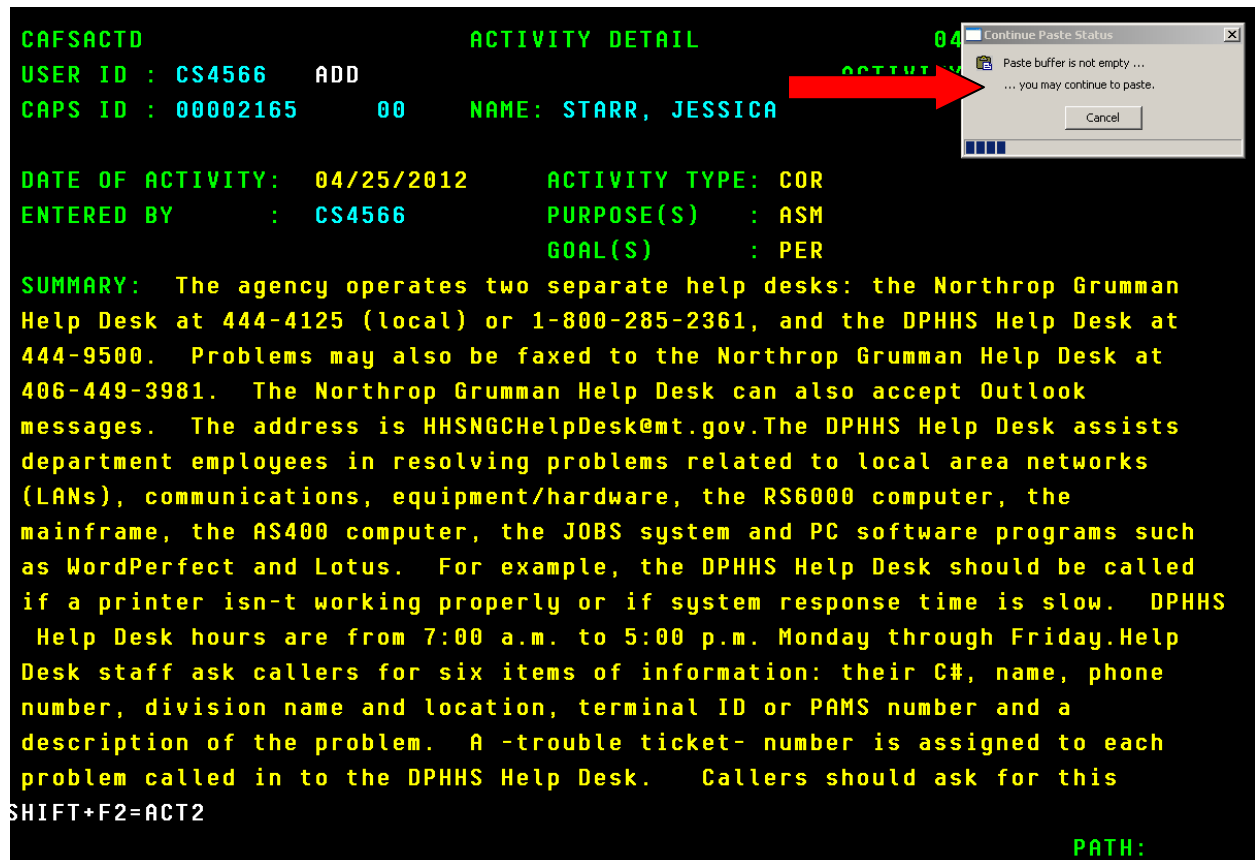 CAFSACTD ACTIVITY DETAIL 04
USER ID : CS4566 ADD ACTIVITY
CAPS ID : 00002165 00 NAME: STARR, JESSICA
Continue Paste Status
Paste buffer is not empty ...
... you may continue to paste.
Cancel
DATE OF ACTIVITY: 04/25/2012 ACTIVITY TYPE: COR
ENTERED BY : CS4566 PURPOSE(S) : ASM
GOAL(S) : PER
SUMMARY: The agency operates two separate help desks: the Northrop Grumman
Help Desk at 444-4125 (local) or 1-800-285-2361, and the DPHHS Help Desk at
444-9500. Problems may also be faxed to the Northrop Grumman Help Desk at
406-449-3981. The Northrop Grumman Help Desk can also accept Outlook
messages. The address is HHSNGCHelpDesk@mt.gov.The DPHHS Help Desk assists
department employees in resolving problems related to local area networks
(LANs), communications, equipment/hardware, the RS6000 computer, the
mainframe, the AS400 computer, the JOBS system and PC software programs such
as WordPerfect and Lotus. For example, the DPHHS Help Desk should be called
if a printer isn-t working properly or if system response time is slow. DPHHS
Help Desk hours are from 7:00 a.m. to 5:00 p.m. Monday through Friday.Help
Desk staff ask callers for six items of information: their C#, name, phone
number, division name and location, terminal ID or PAMS number and a
description of the problem. A -trouble ticket- number is assigned to each
problem called in to the DPHHS Help Desk. Callers should ask for this
SHIFT+F2=ACT2
PATH: